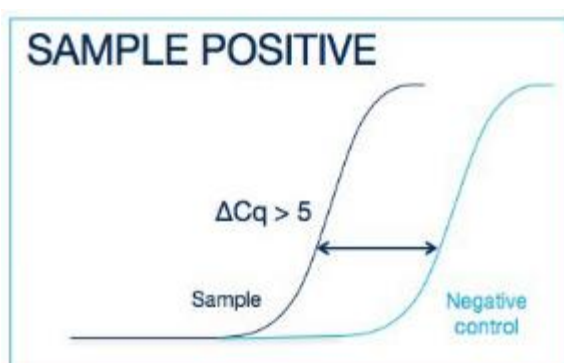 SAMPLE POSITIVE
ΔCq > 5
Sample
Negative
control